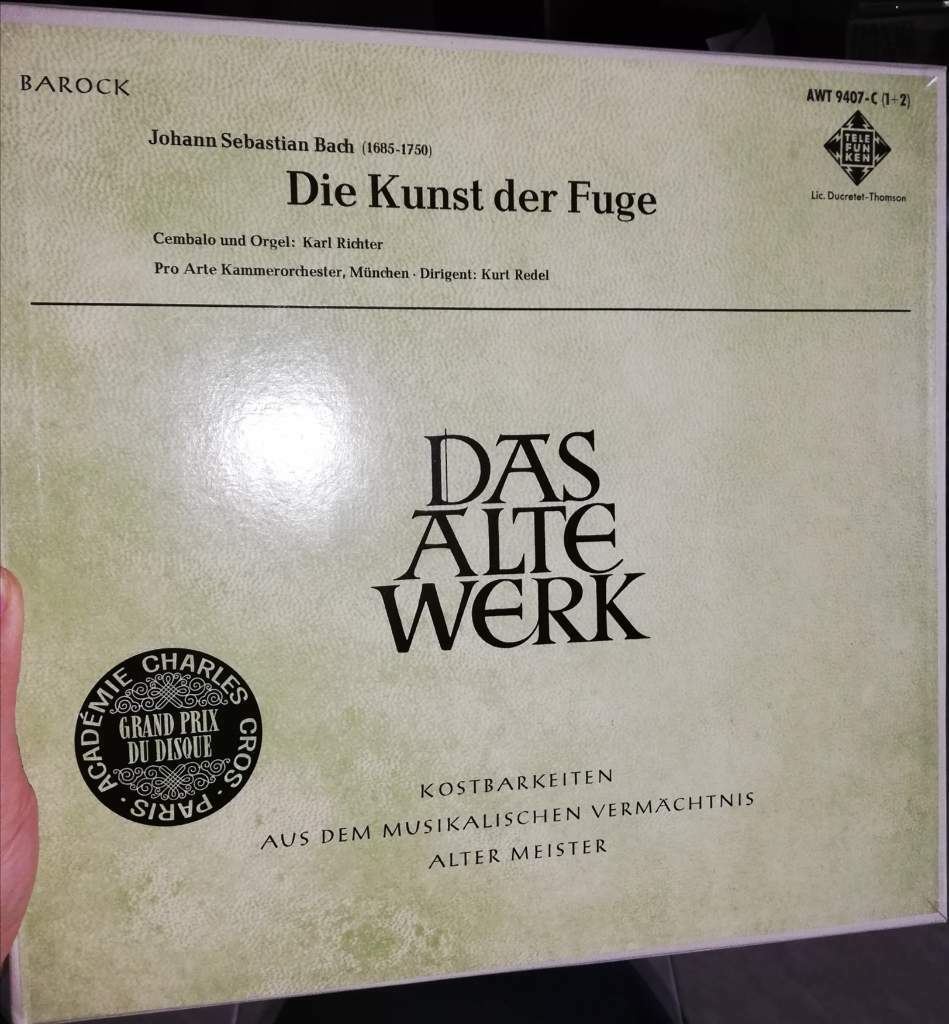 BAROCK
AWT 9407-C (1+2)
TELE
FUN
KEN
Lic. Ducretet-Thomson
Johann Sebastian Bach (1685-1750)
Die Kunst der Fuge
Cembalo und Orgel: Karl Richter
Pro Arte Kammerorchester, München · Dirigent: Kurt Redel
DAS
ALTE
WERK
ACADÉMIE CHARLES CROS · PARIS ·
GRAND PRIX
DU DISQUE
KOSTBARKEITEN
AUS DEM MUSIKALISCHEN VERMÄCHTNIS
ALTER MEISTER